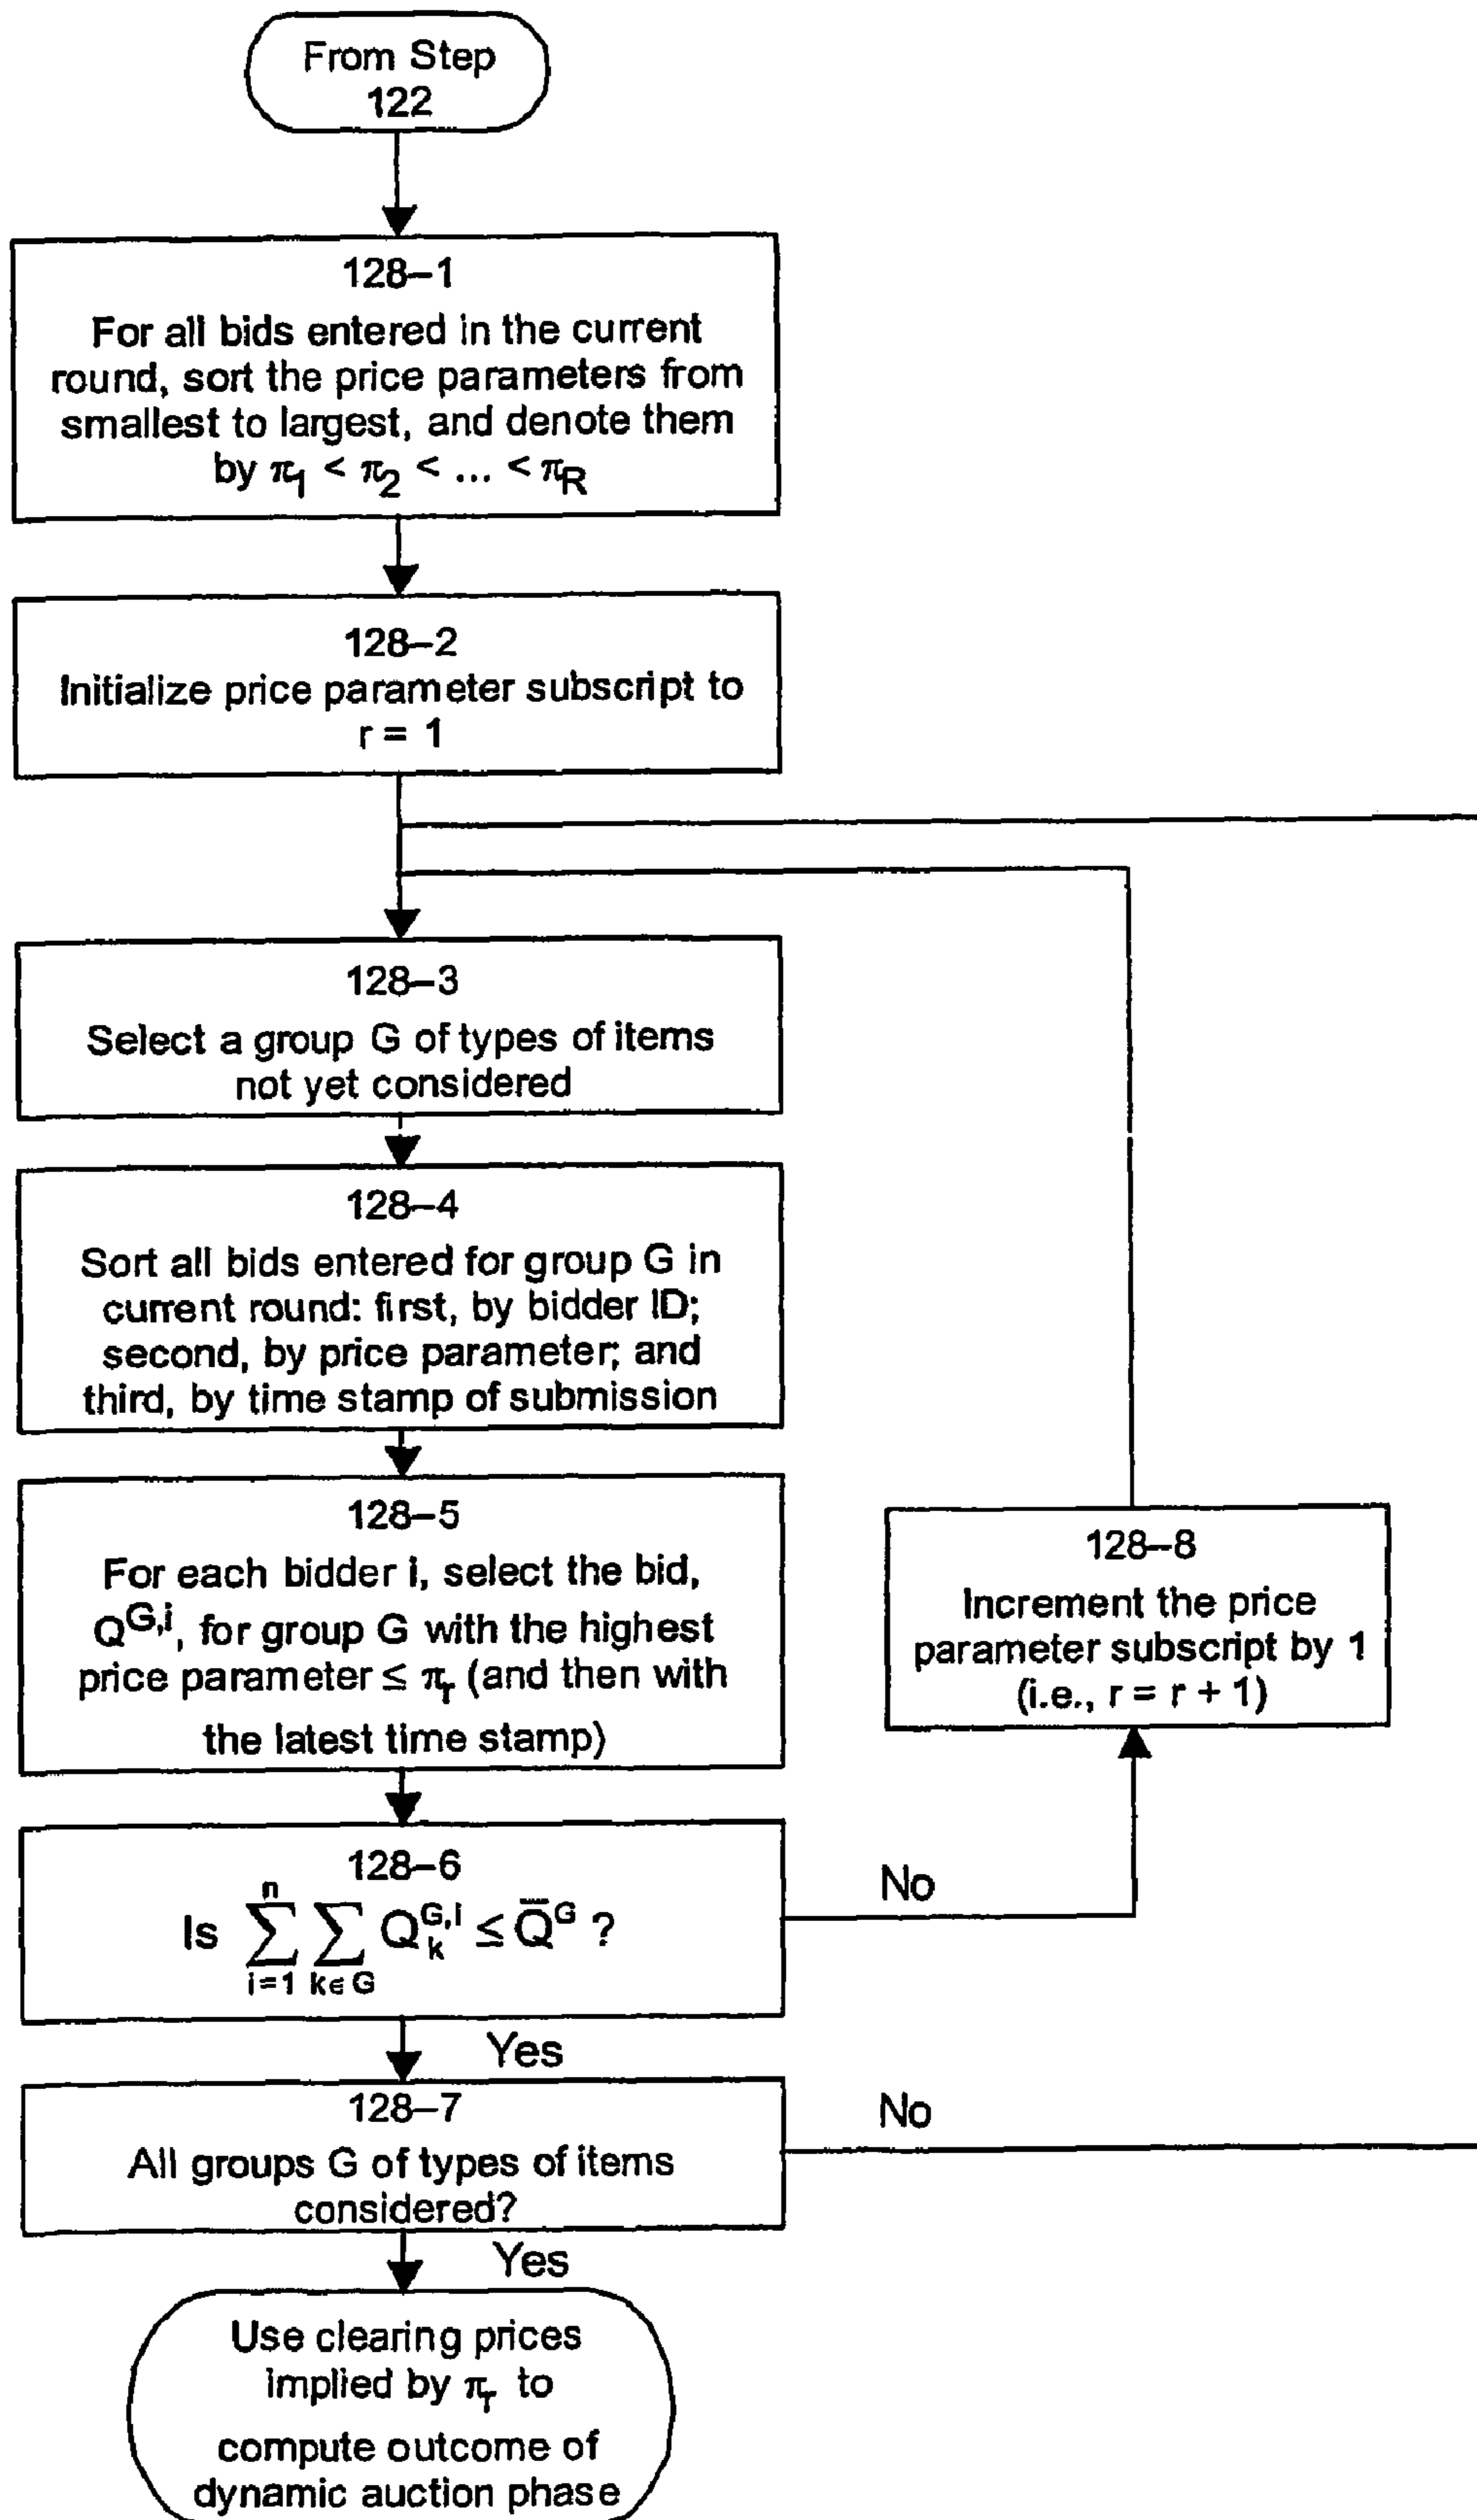 From Step
122
128–1
For all bids entered in the current
round, sort the price parameters from
smallest to largest, and denote them
by π₁ < π₂ < ... < π_R
128–2
Initialize price parameter subscript to
r = 1
128–3
Select a group G of types of items
not yet considered
128–4
Sort all bids entered for group G in
current round: first, by bidder ID;
second, by price parameter; and
third, by time stamp of submission
128–5
For each bidder i, select the bid,
Q^{G,i}, for group G with the highest
price parameter ≤ π_r (and then with
the latest time stamp)
128–8
Increment the price
parameter subscript by 1
(i.e., r = r + 1)
128–6
Is ∑_{i=1}^{n} ∑_{k∈G} Q_k^{G,i} ≤ Q̄^G ?
No
Yes
128–7
All groups G of types of items
considered?
No
Yes
Use clearing prices
implied by π_r to
compute outcome of
dynamic auction phase